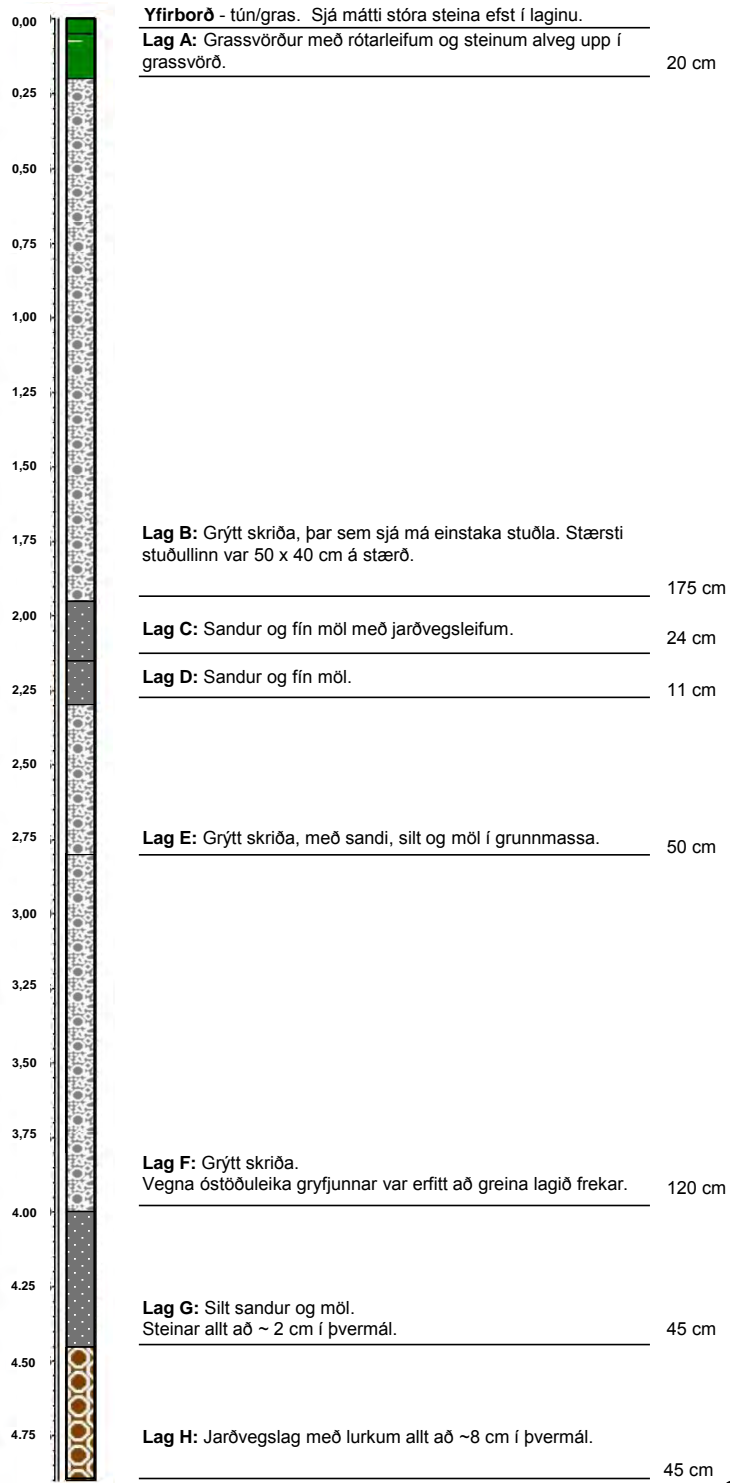 Yfirborð - tún/gras. Sjá mátti stóra steina efst í laginu.
0,00
Lag A: Grassvörður með rótarleifum og steinum alveg upp í
grassvörð.
20 cm
0,25
0,50
0,75
1,00
1,25
1,50
Lag B: Grýtt skriða, þar sem sjá má einstaka stuðla. Stærsti
1,75
stuðullinn var 50 x 40 cm á stærð.
175 cm
2,00
Lag C: Sandur og fín möl með jarðvegsleifum.
24 cm
Lag D: Sandur og fín möl.
2,25
11 cm
2,50
2,75
Lag E: Grýtt skriða, með sandi, silt og möl í grunnmassa.
50 cm
3,00
3,25
3,50
3,75
Lag F: Grýtt skriða.
Vegna óstöðuleika gryfjunnar var erfitt að greina lagið frekar.
120 cm
4.00
4.25
Lag G: Silt sandur og möl.
Steinar allt að ~ 2 cm í þvermál.
45 cm
4.50
4.75
Lag H: Jarðvegslag með lurkum allt að ~8 cm í þvermál.
45 cm